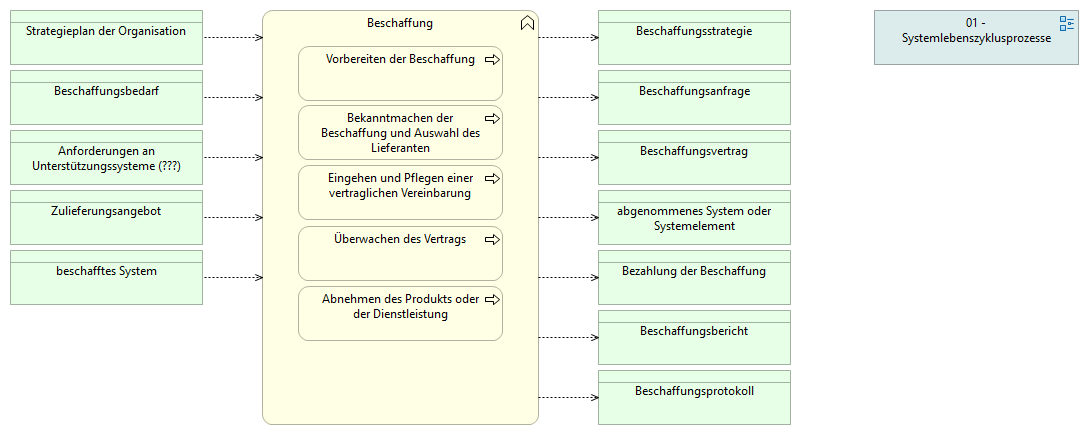 Strategieplan der Organisation
Beschaffungsbedarf
Anforderungen an
Unterstützungssysteme (???)
Zulieferungsangebot
beschafftes System
Beschaffung
Vorbereiten der Beschaffung
Bekanntmachen der
Beschaffung und Auswahl des
Lieferanten
Eingehen und Pflegen einer
vertraglichen Vereinbarung
Überwachen des Vertrags
Abnehmen des Produkts oder
der Dienstleistung
Beschaffungsstrategie
Beschaffungsanfrage
Beschaffungsvertrag
abgenommenes System oder
Systemelement
Bezahlung der Beschaffung
Beschaffungsbericht
Beschaffungsprotokoll
01 -
Systemlebenszyklusprozesse